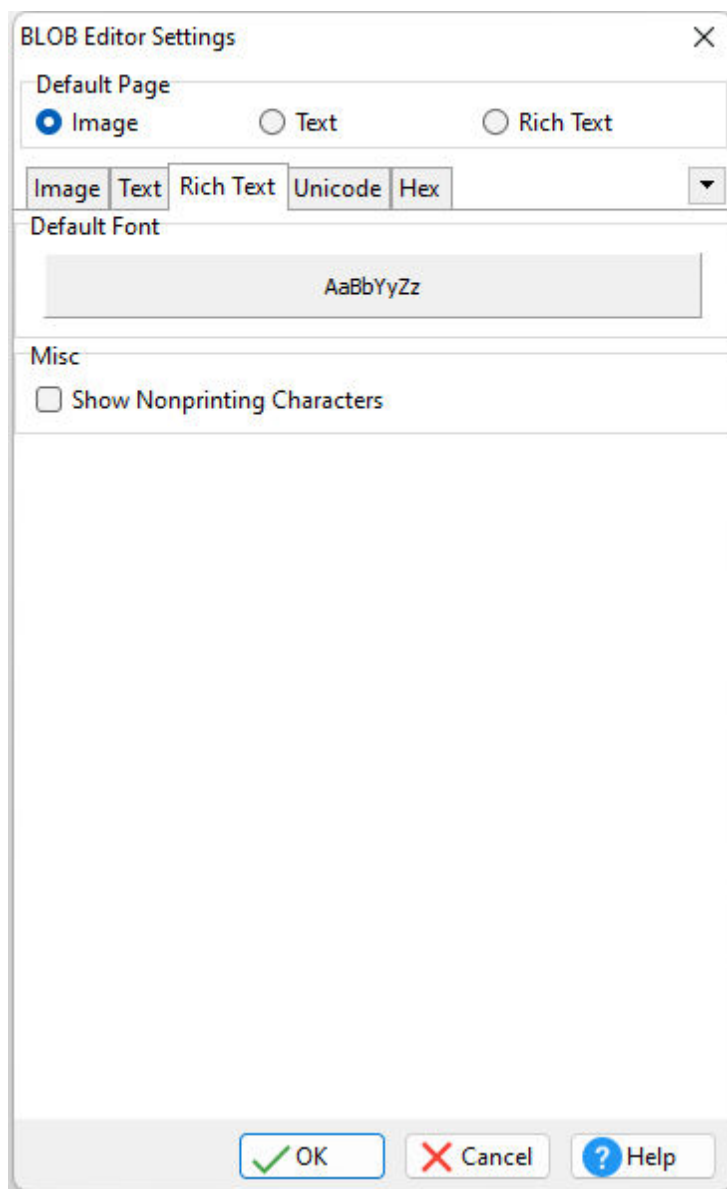 BLOB Editor Settings
Default Page
Image Text Rich Text
Image Text Rich Text Unicode Hex
Default Font
AaBbYyZz
Misc
Show Nonprinting Characters
OK Cancel Help